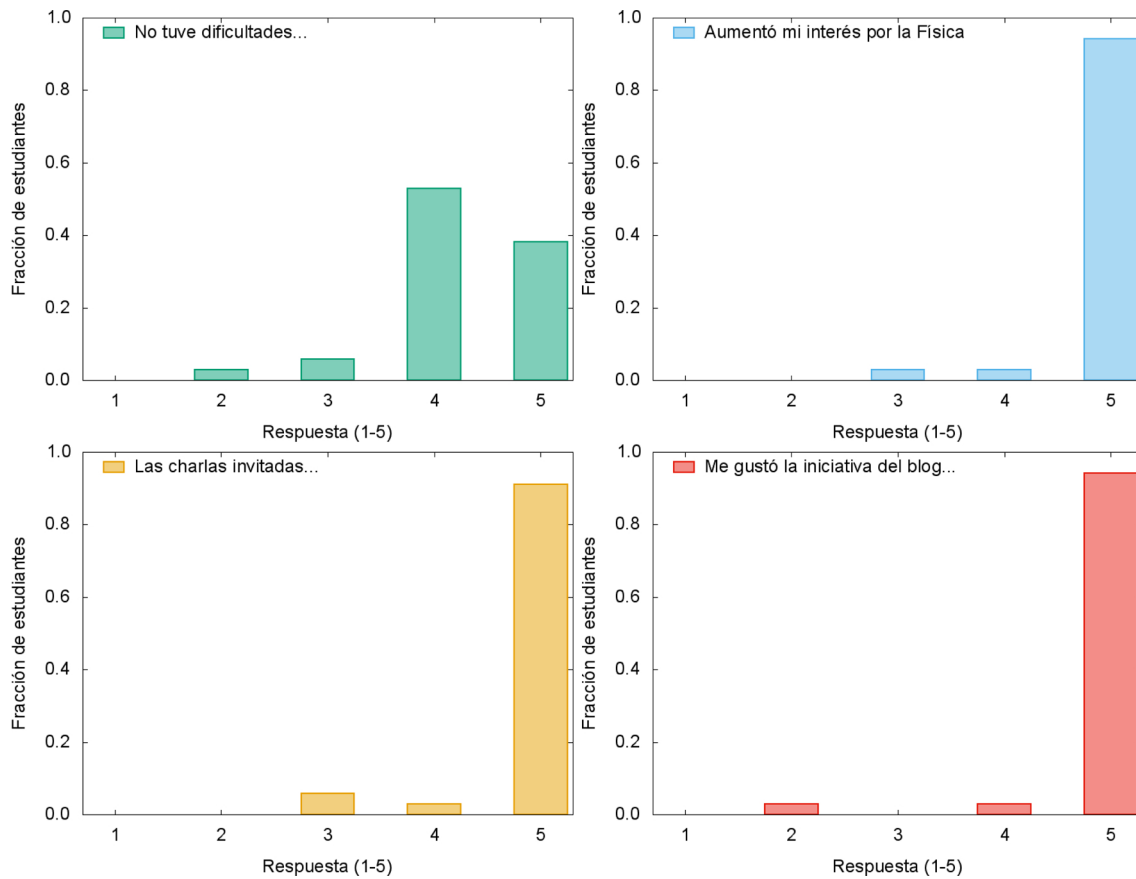 No tuve dificultades...
Fracción de estudiantes
1.0
0.8
0.6
0.4
0.2
0.0
1 2 3 4 5
Respuesta (1-5)
Aumentó mi interés por la Física
Fracción de estudiantes
1.0
0.8
0.6
0.4
0.2
0.0
1 2 3 4 5
Respuesta (1-5)
Las charlas invitadas...
Fracción de estudiantes
1.0
0.8
0.6
0.4
0.2
0.0
1 2 3 4 5
Respuesta (1-5)
Me gustó la iniciativa del blog...
Fracción de estudiantes
1.0
0.8
0.6
0.4
0.2
0.0
1 2 3 4 5
Respuesta (1-5)